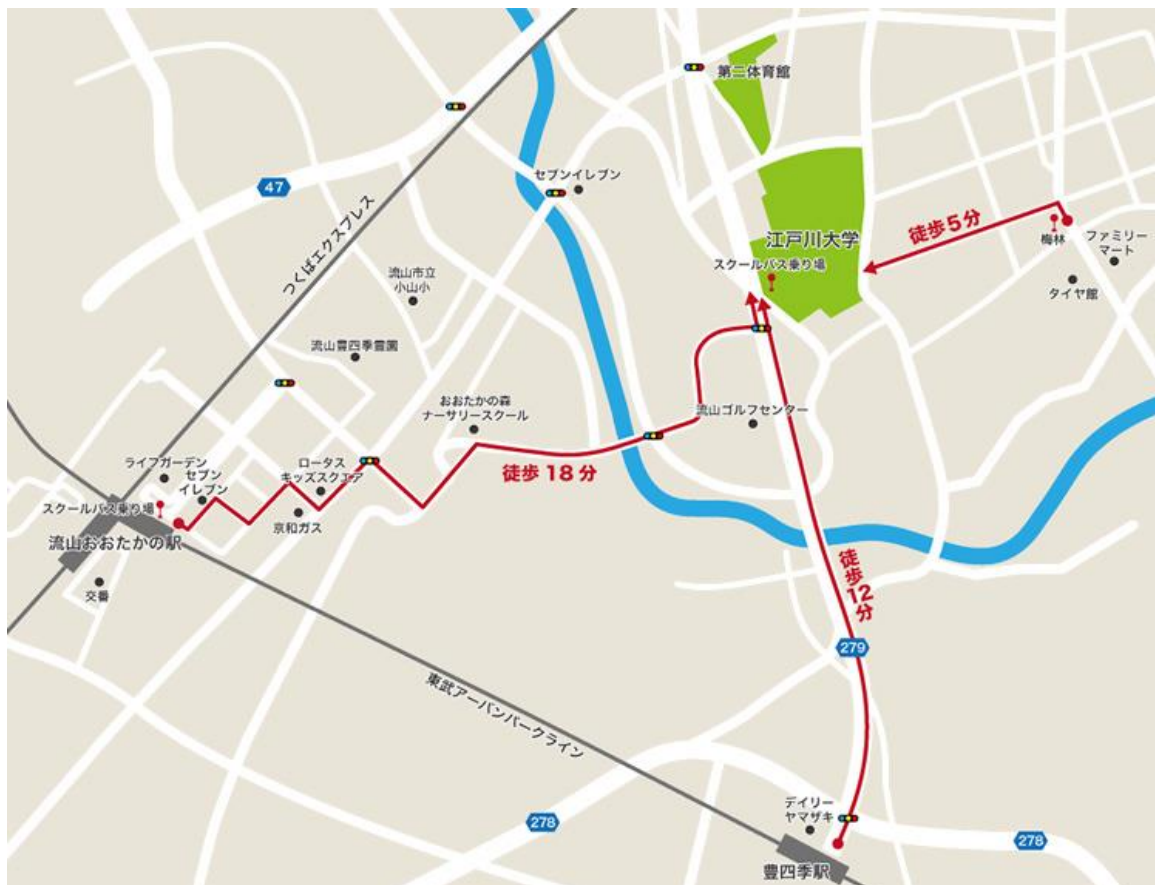 第二体育館
セブンイレブン
47
つくばエクスプレス
江戸川大学
スクールバス乗り場
徒歩5分
梅林
ファミリー
マート
タイヤ館
流山市立
小山小
流山豊四季霊園
おおたかの森
ナーサリースクール
流山ゴルフセンター
徒歩 18 分
ライフガーデン
セブン
イレブン
ロータス
キッズスクエア
スクールバス乗り場
京和ガス
流山おおたかの駅
交番
徒歩12分
279
東武アーバンパークライン
デイリー
ヤマザキ
278
278
豊四季駅